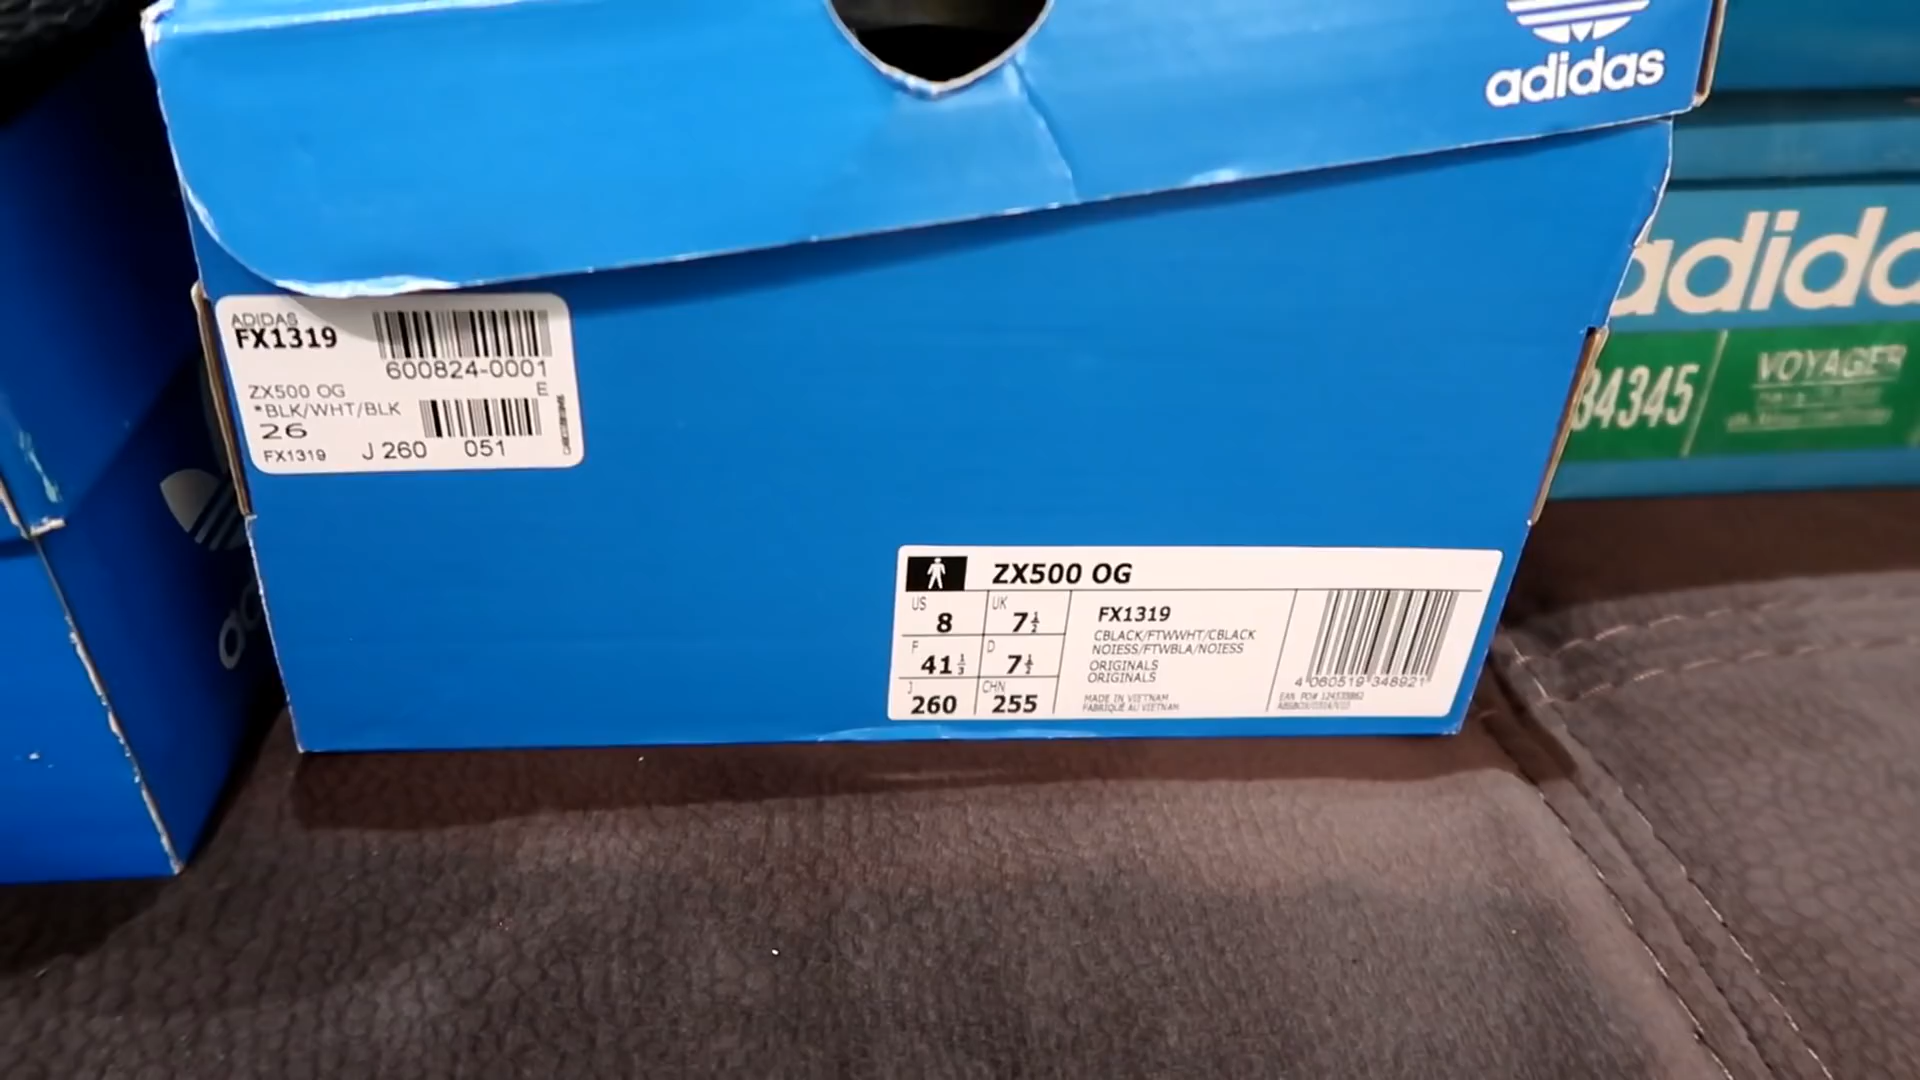 adidas
adida
34345
VOYAGER
ADIDAS
FX1319
600824-0001
E
ZX500 OG
*BLK/WHT/BLK
26
FX1319 J 260 051
ZX500 OG
US 8 UK 7½
F 41⅓ D 7½
J 260 CHN 255
FX1319
CBLACK/FTWWHT/CBLACK
NOIESS/FTWBLA/NOIESS
ORIGINALS
ORIGINALS
MADE IN VIETNAM
FABRIQUÉ AU VIETNAM
4 060519 348921